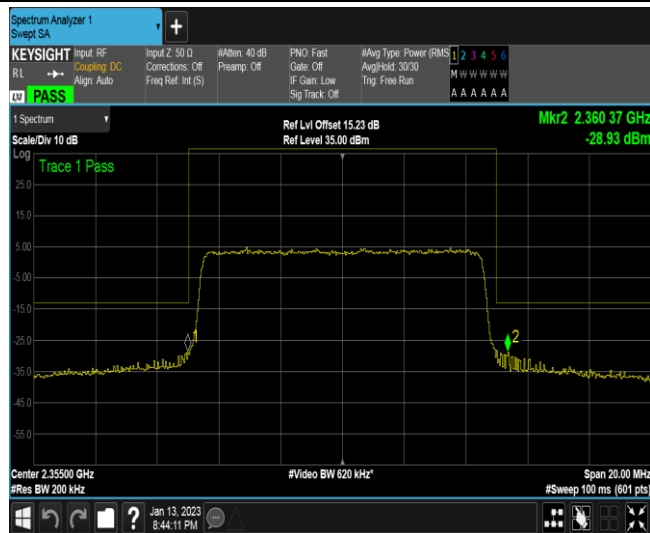 Spectrum Analyzer 1
Swept SA
+
KEYSIGHT Input: RF Input Z: 50 Ω #Atten: 40 dB PNO: Fast #Avg Type: Power (RMS 1 2 3 4 5 6
RL Coupling: DC Corrections: Off Preamp: Off Gate: Off Avg|Hold: 30/30 M W W W W W
Align: Auto Freq Ref: Int (S) IF Gain: Low Trig: Free Run
LXI PASS Sig Track: Off A A A A A A
1 Spectrum Ref Lvl Offset 15.23 dB Mkr2 2.360 37 GHz
Scale/Div 10 dB Ref Level 35.00 dBm -28.93 dBm
Log
Trace 1 Pass
25.0
15.0
5.00
-5.00
-15.0
1
2
-25.0
-35.0
-45.0
-55.0
Center 2.35500 GHz #Video BW 620 kHz* Span 20.00 MHz
#Res BW 200 kHz #Sweep 100 ms (601 pts)
? Jan 13, 2023
8:44:11 PM